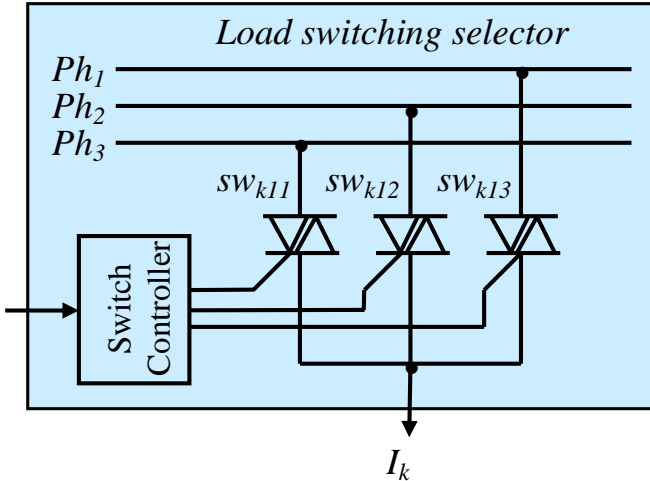 Load switching selector
Ph1
Ph2
Ph3
swk11 swk12 swk13
Switch
Controller
Ik